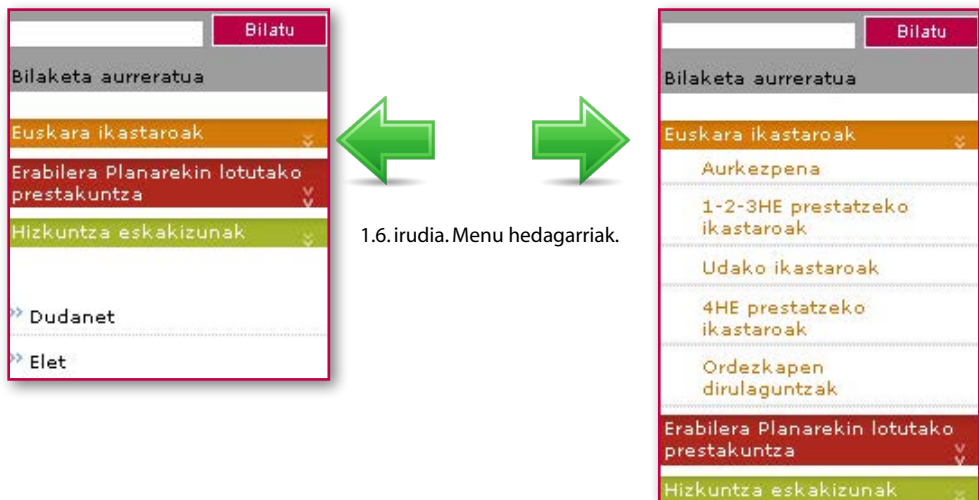 Bilatu
Bilaketa aurreratua
Euskara ikastaroak
Erabilera Planarekin lotutako
prestakuntza
Hizkuntza eskakizunak
Dudanet
Elet
1.6. irudia. Menu hedagarriak.
Bilatu
Bilaketa aurreratua
Euskara ikastaroak
Aurkezpena
1-2-3HE prestatzeko
ikastaroak
Udako ikastaroak
4HE prestatzeko
ikastaroak
Ordezkapen
dirulaguntzak
Erabilera Planarekin lotutako
prestakuntza
Hizkuntza eskakizunak